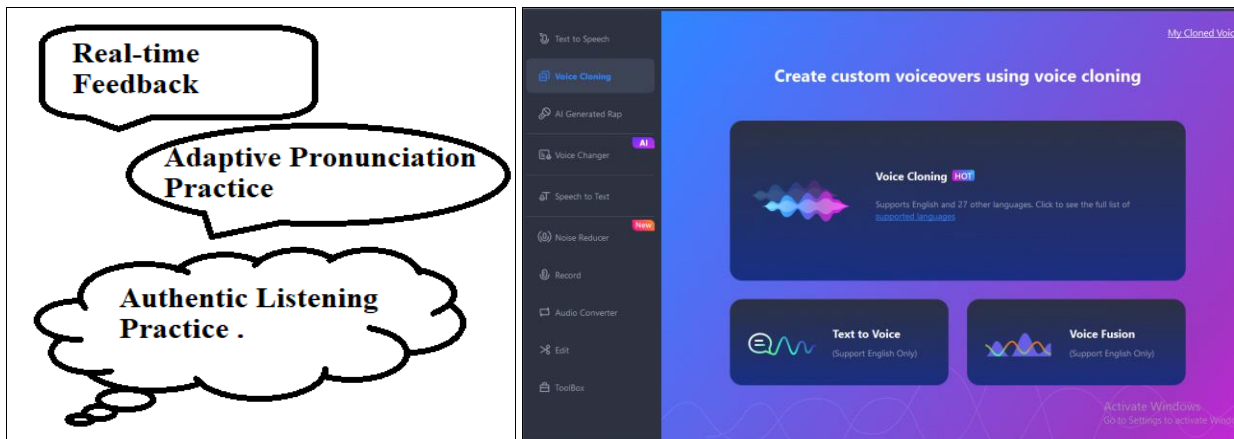 Real-time
Feedback
Adaptive Pronunciation
Practice
Authentic Listening
Practice .
Text to Speech
Voice Cloning
AI Generated Rap
AI
Voice Changer
Speech to Text
New
Noise Reducer
Record
Audio Converter
Edit
ToolBox
My Cloned Voic
Create custom voiceovers using voice cloning
Voice Cloning HOT
Supports English and 27 other languages. Click to see the full list of
supported languages
Text to Voice
(Support English Only)
Voice Fusion
(Support English Only)
Activate Windows
Go to Settings to activate Wind